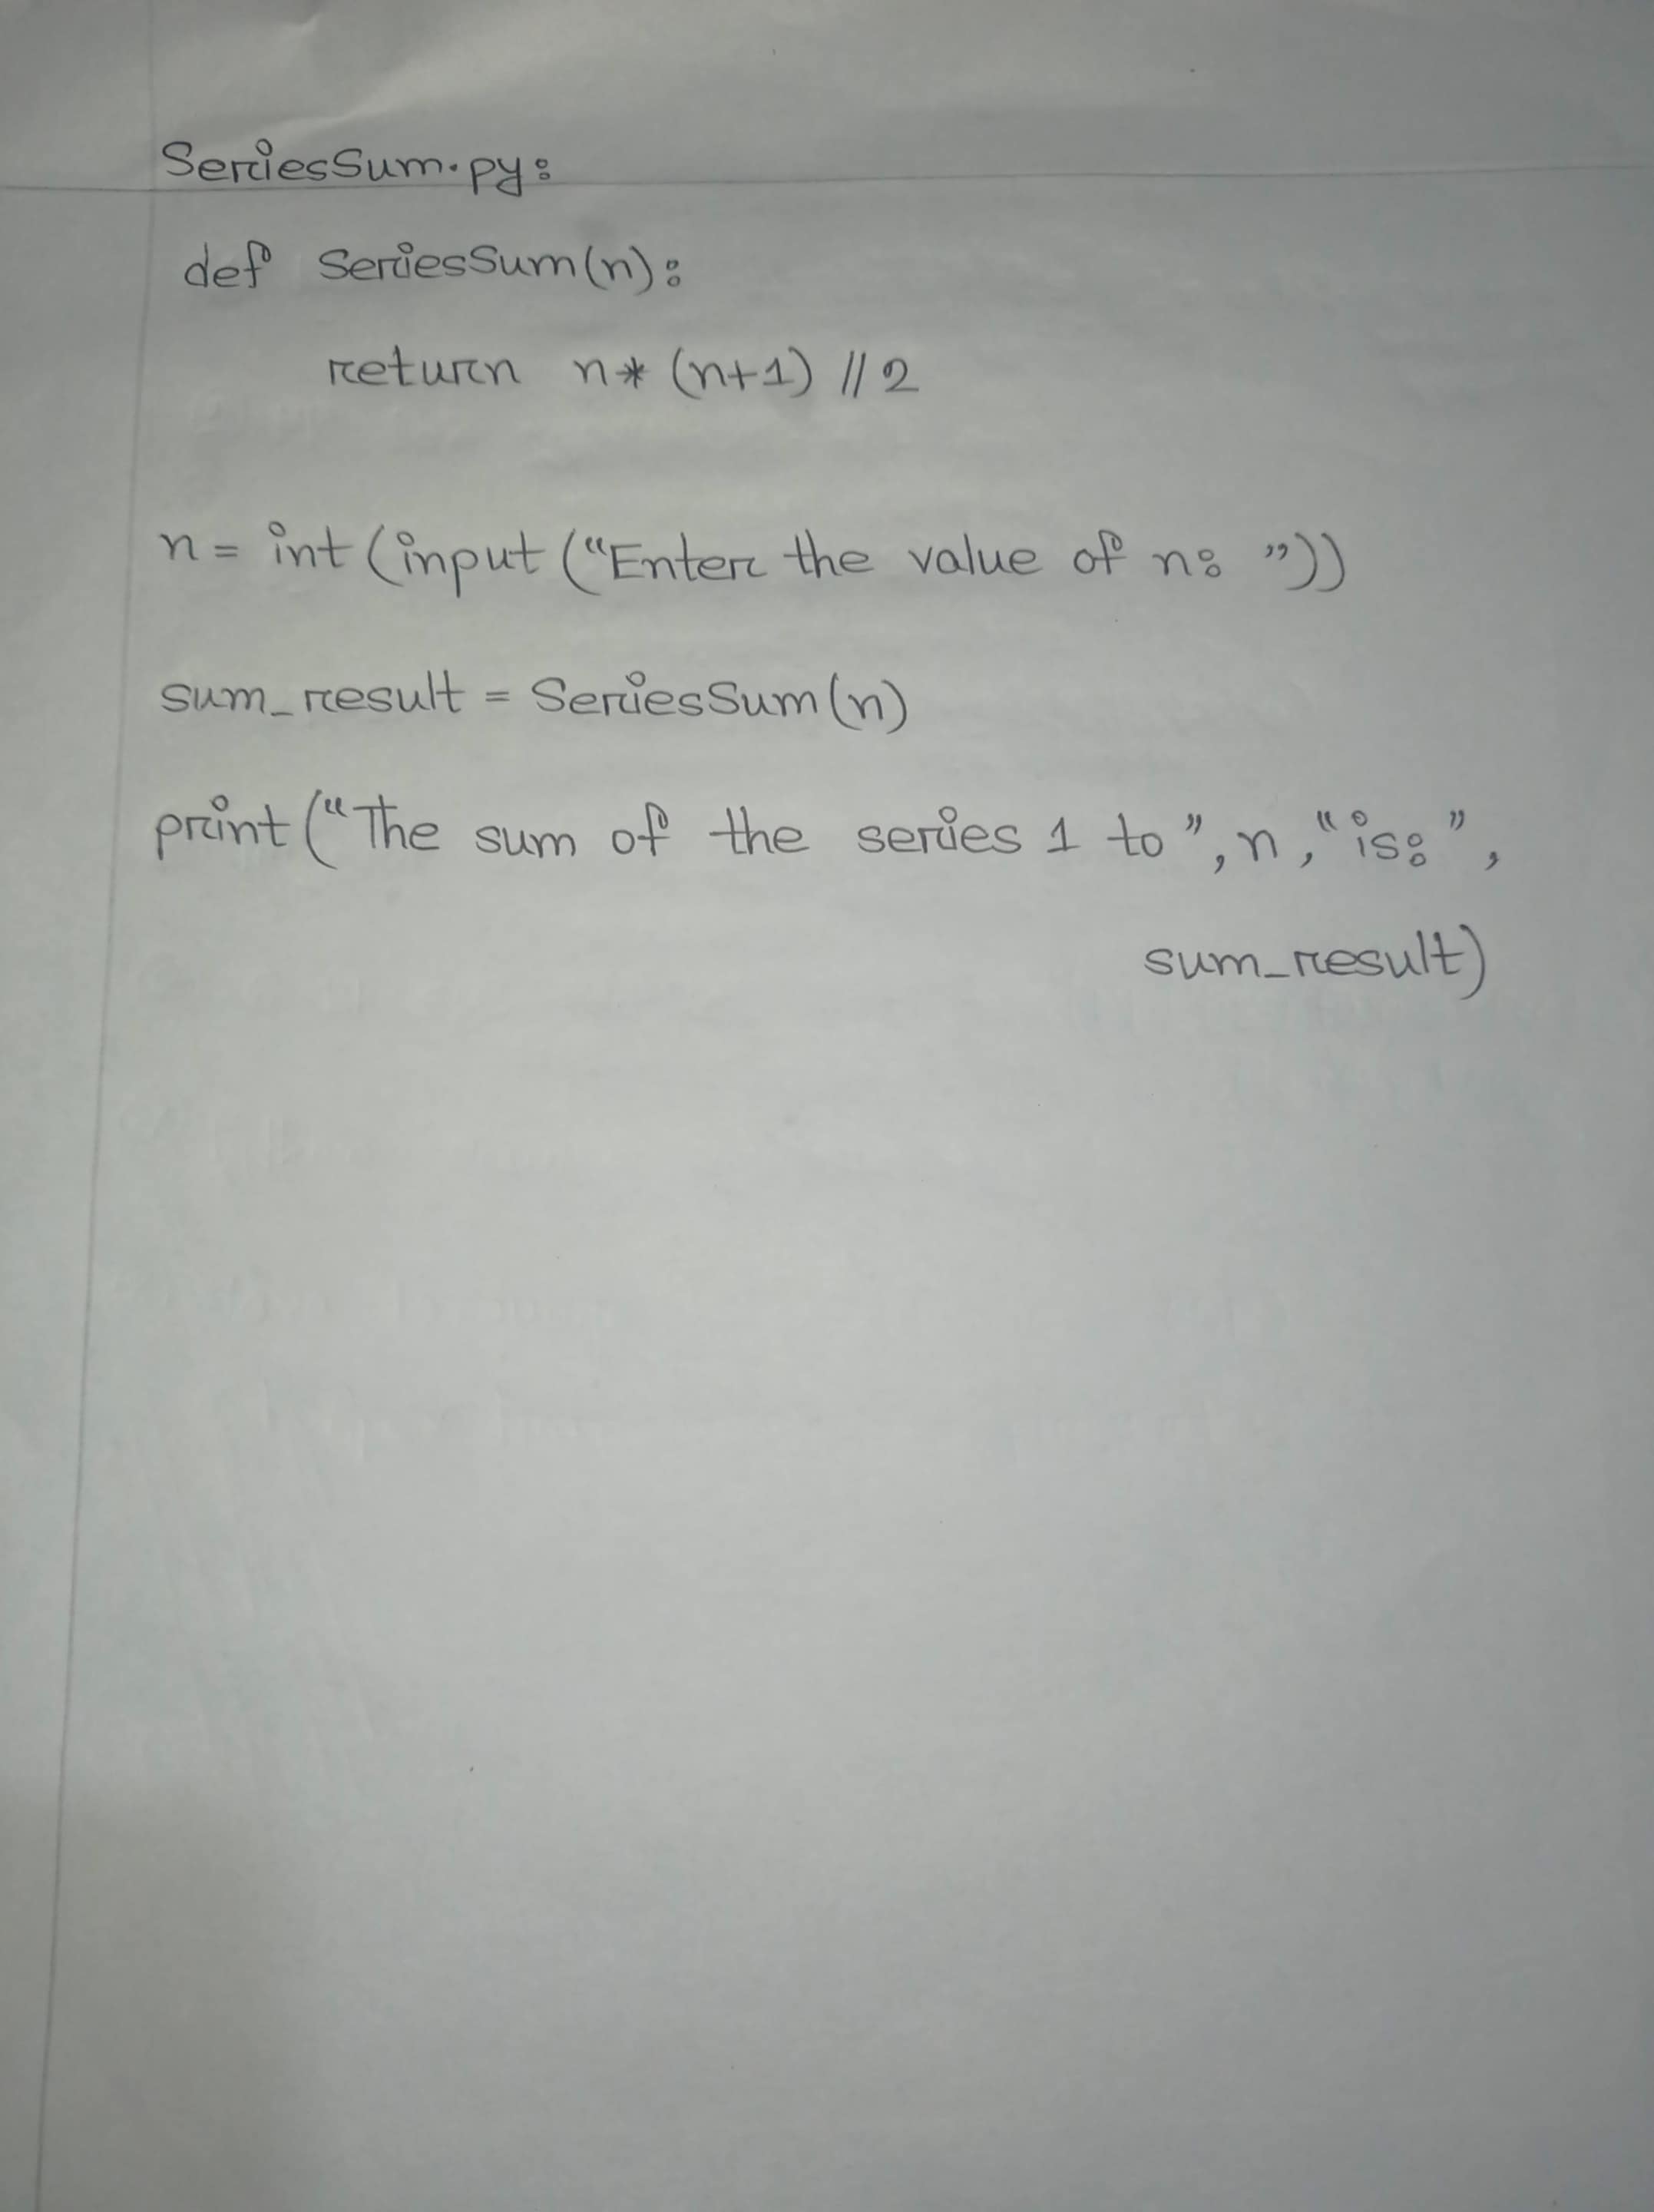 SeriesSum.py:
def SeriesSum(n):
return n* (n+1) //2
n= int (input (“Enter the value of n: ”))
sum_result = SeriesSum(n)
print (“The sum of the series 1 to ”, n, “is: ”,
sum_result)